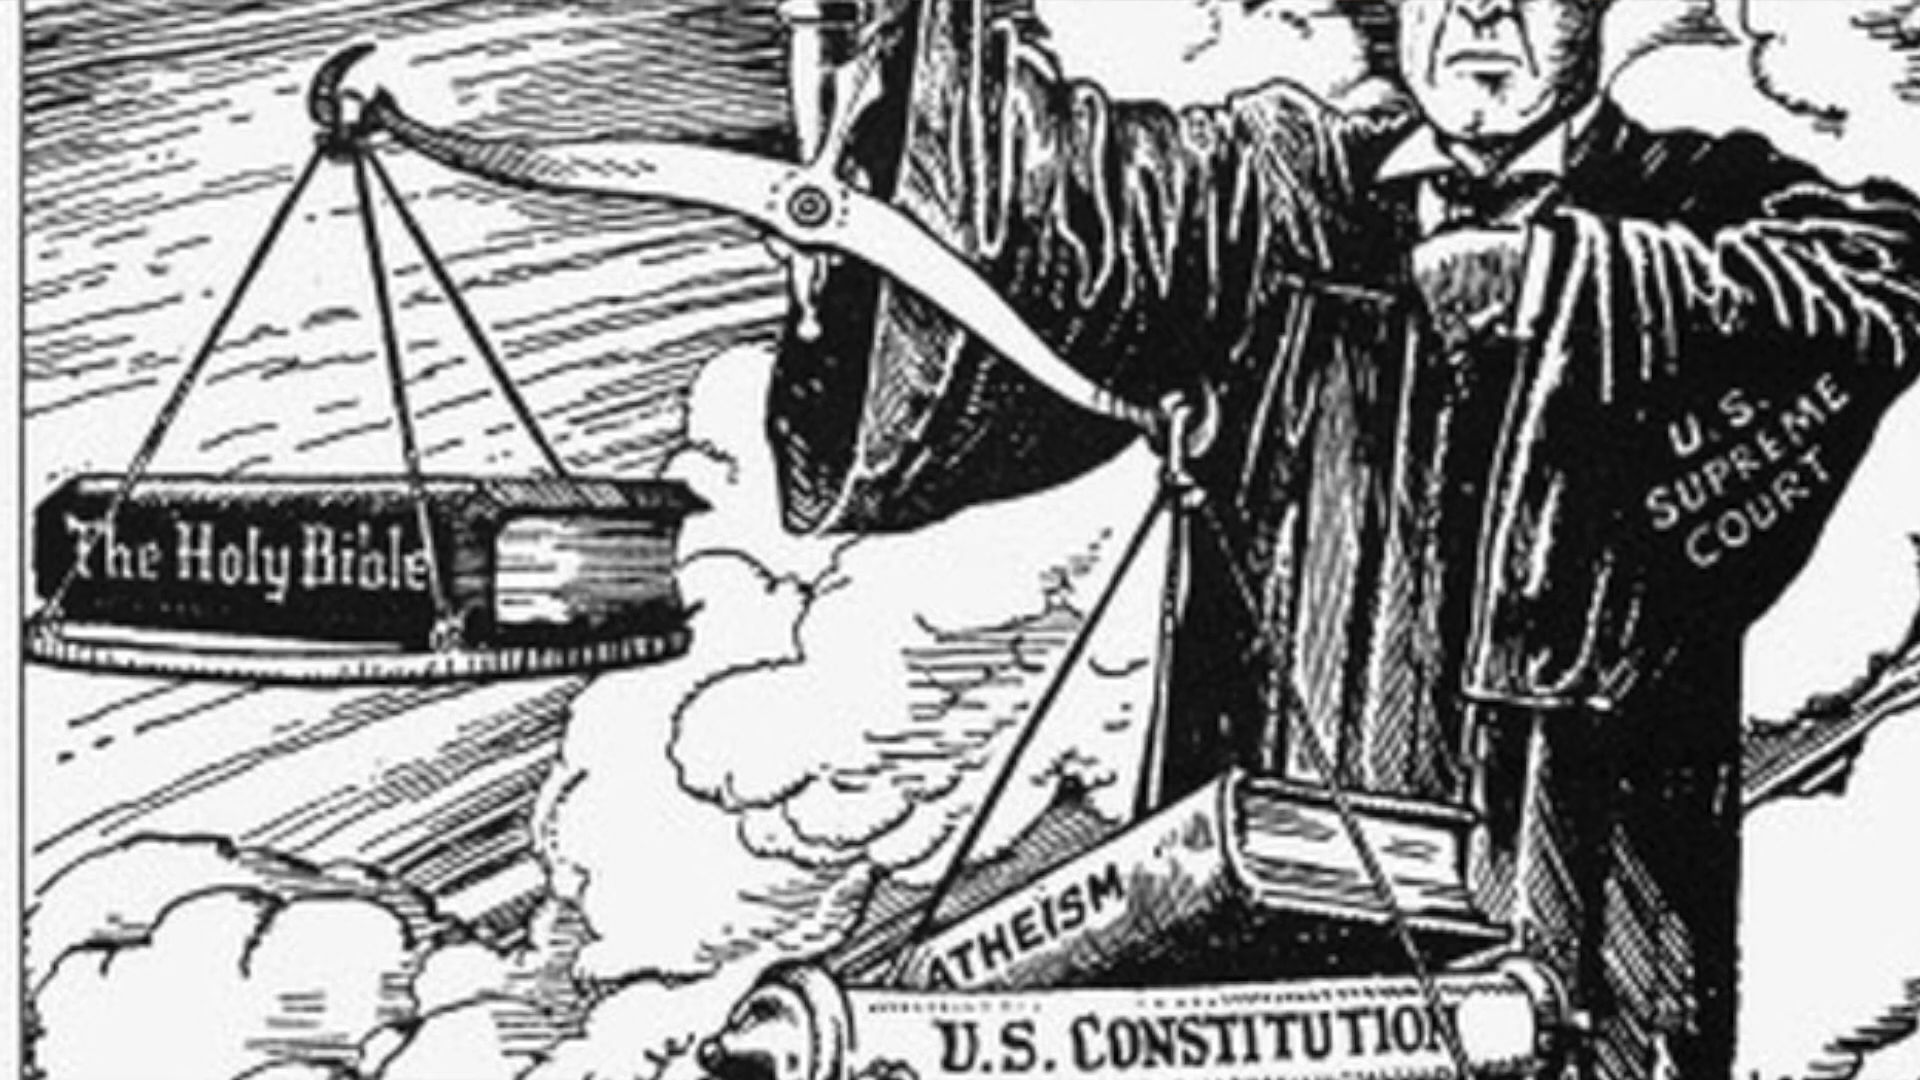 The Holy Bible
U.S.
SUPREME
COURT
ATHEISM
U.S. CONSTITUTION